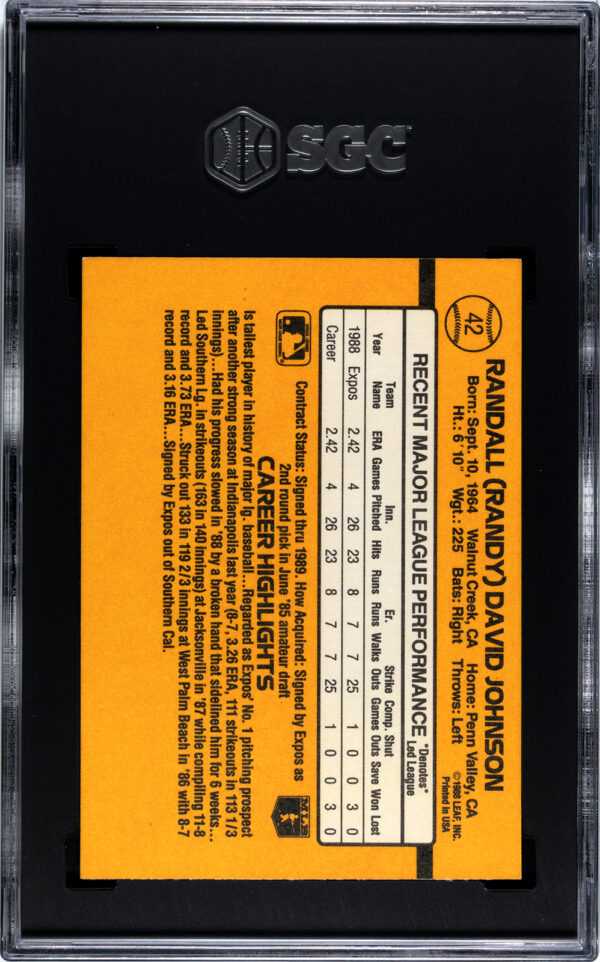 SGC
42
RANDALL (RANDY) DAVID JOHNSON
Born: Sept. 10, 1964 Walnut Creek, CA Home: Penn Valley, CA
Ht.: 6'10" Wgt.: 225 Bats: Right Throws: Left
©1988 LEAF, INC.
Printed in USA
RECENT MAJOR LEAGUE PERFORMANCE
"Denotes"
Led League
Team Inn. Er. Strike Comp. Shut
Year Name ERA Games Pitched Hits Runs Runs Walks Outs Games Outs Save Won Lost
1988 Expos 2.42 4 26 23 8 7 7 25 1 0 0 3 0
Career 2.42 4 26 23 8 7 7 25 1 0 0 3 0
Contract Status: Signed thru 1989. How Acquired: Signed by Expos as
2nd round pick in June '85 amateur draft
MLB
CAREER HIGHLIGHTS
Is tallest player in history of major lg. baseball...Regarded as Expos' No. 1 pitching prospect
after another strong season at Indianapolis last year (8-7, 3.26 ERA, 111 strikeouts in 113 1/3
innings)...Had his progress slowed in '88 by a broken hand that sidelined him for 6 weeks...
Led Southern Lg. in strikeouts (163 in 140 innings) at Jacksonville in '87 while compiling 11-8
record and 3.73 ERA...Struck out 133 in 119 2/3 innings at West Palm Beach in '86 with 8-7
record and 3.16 ERA...Signed by Expos out of Southern Cal.